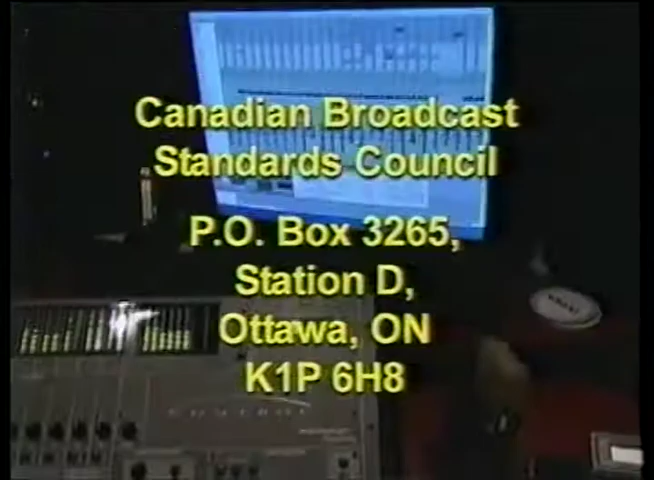 Canadian Broadcast
Standards Council
P.O. Box 3265,
Station D,
Ottawa, ON
K1P 6H8